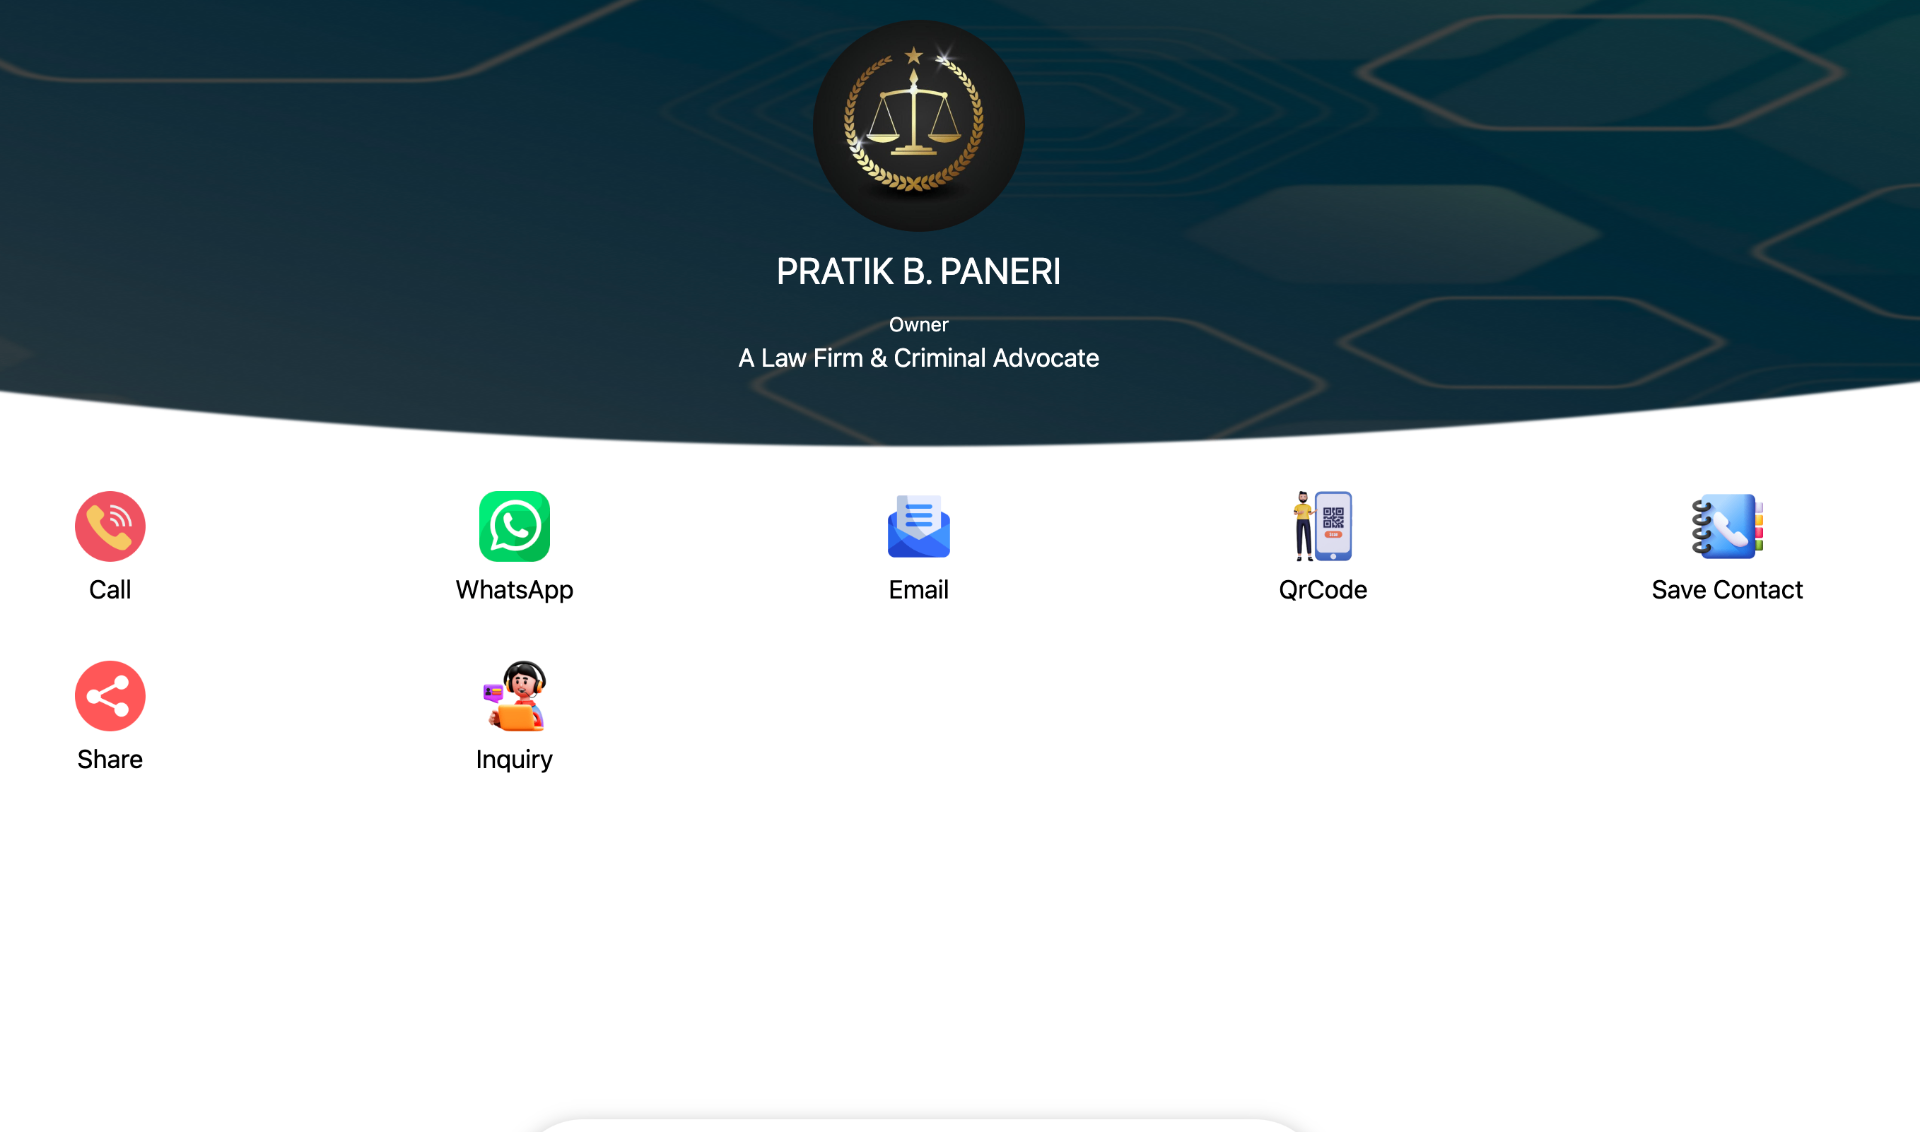 PRATIK B. PANERI
Owner
A Law Firm & Criminal Advocate
Call
WhatsApp
Email
QrCode
Save Contact
Share
Inquiry